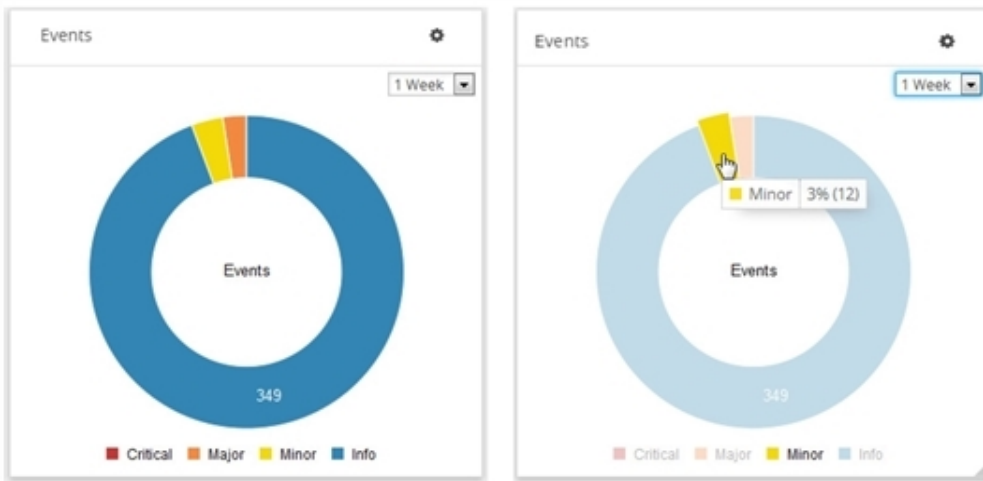 Events
1 Week
Events
349
Critical Major Minor Info
Events
1 Week
Minor 3% (12)
Events
349
Critical Major Minor Info